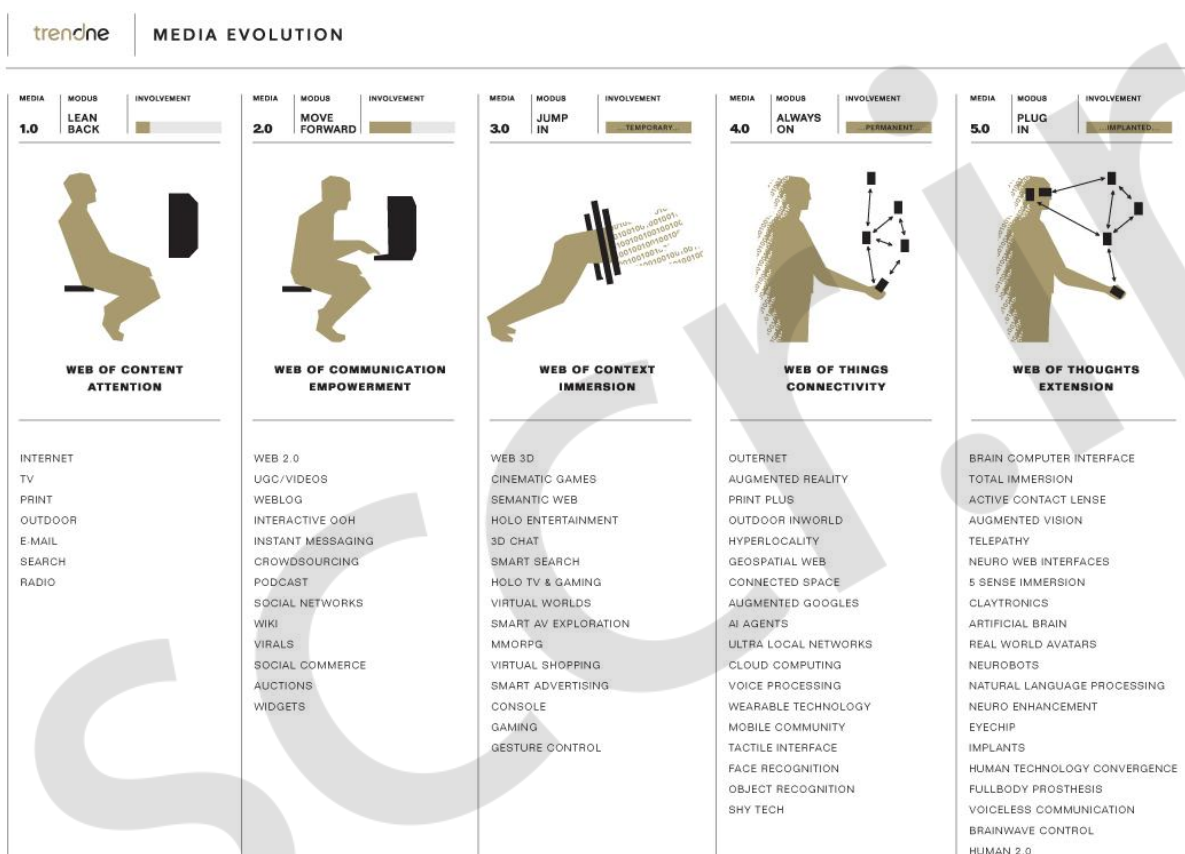 trendone
MEDIA EVOLUTION
MEDIA MODUS INVOLVEMENT
1.0 LEAN
BACK
WEB OF CONTENT
ATTENTION
INTERNET
TV
PRINT
OUTDOOR
E-MAIL
SEARCH
RADIO
MEDIA MODUS INVOLVEMENT
2.0 MOVE
FORWARD
WEB OF COMMUNICATION
EMPOWERMENT
WEB 2.0
UGC/VIDEOS
WEBLOG
INTERACTIVE OOH
INSTANT MESSAGING
CROWDSOURCING
PODCAST
SOCIAL NETWORKS
WIKI
VIRALS
SOCIAL COMMERCE
AUCTIONS
WIDGETS
MEDIA MODUS INVOLVEMENT
3.0 JUMP
IN
...TEMPORARY...
WEB OF CONTEXT
IMMERSION
WEB 3D
CINEMATIC GAMES
SEMANTIC WEB
HOLO ENTERTAINMENT
3D CHAT
SMART SEARCH
HOLO TV & GAMING
VIRTUAL WORLDS
SMART AV EXPLORATION
MMORPG
VIRTUAL SHOPPING
SMART ADVERTISING
CONSOLE
GAMING
GESTURE CONTROL
MEDIA MODUS INVOLVEMENT
4.0 ALWAYS
ON
...PERMANENT...
WEB OF THINGS
CONNECTIVITY
OUTERNET
AUGMENTED REALITY
PRINT PLUS
OUTDOOR INWORLD
HYPERLOCALITY
GEOSPATIAL WEB
CONNECTED SPACE
AUGMENTED GOOGLES
AI AGENTS
ULTRA LOCAL NETWORKS
CLOUD COMPUTING
VOICE PROCESSING
WEARABLE TECHNOLOGY
MOBILE COMMUNITY
TACTILE INTERFACE
FACE RECOGNITION
OBJECT RECOGNITION
SHY TECH
MEDIA MODUS INVOLVEMENT
5.0 PLUG
IN
...IMPLANTED...
WEB OF THOUGHTS
EXTENSION
BRAIN COMPUTER INTERFACE
TOTAL IMMERSION
ACTIVE CONTACT LENSE
AUGMENTED VISION
TELEPATHY
NEURO WEB INTERFACES
5 SENSE IMMERSION
CLAYTRONICS
ARTIFICIAL BRAIN
REAL WORLD AVATARS
NEUROBOTS
NATURAL LANGUAGE PROCESSING
NEURO ENHANCEMENT
EYECHIP
IMPLANTS
HUMAN TECHNOLOGY CONVERGENCE
FULLBODY PROSTHESIS
VOICELESS COMMUNICATION
BRAINWAVE CONTROL
HUMAN 2.0
sccr.ir